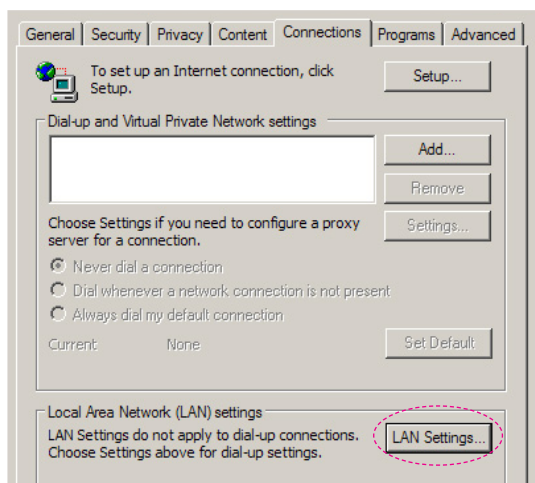 General Security Privacy Content Connections Programs Advanced
To set up an Internet connection, click
Setup.
Setup...
Dial-up and Virtual Private Network settings
Add...
Remove
Choose Settings if you need to configure a proxy
server for a connection.
Settings...
Never dial a connection
Dial whenever a network connection is not present
Always dial my default connection
Current None
Set Default
Local Area Network (LAN) settings
LAN Settings do not apply to dial-up connections.
Choose Settings above for dial-up settings.
LAN Settings...